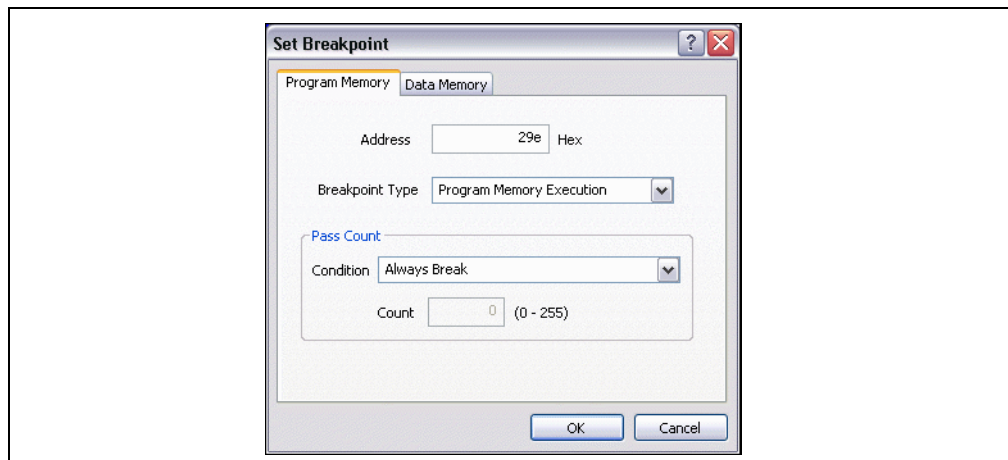 Set Breakpoint
?
Program Memory Data Memory
Address 29e Hex
Breakpoint Type Program Memory Execution
Pass Count
Condition Always Break
Count 0 (0 - 255)
OK Cancel